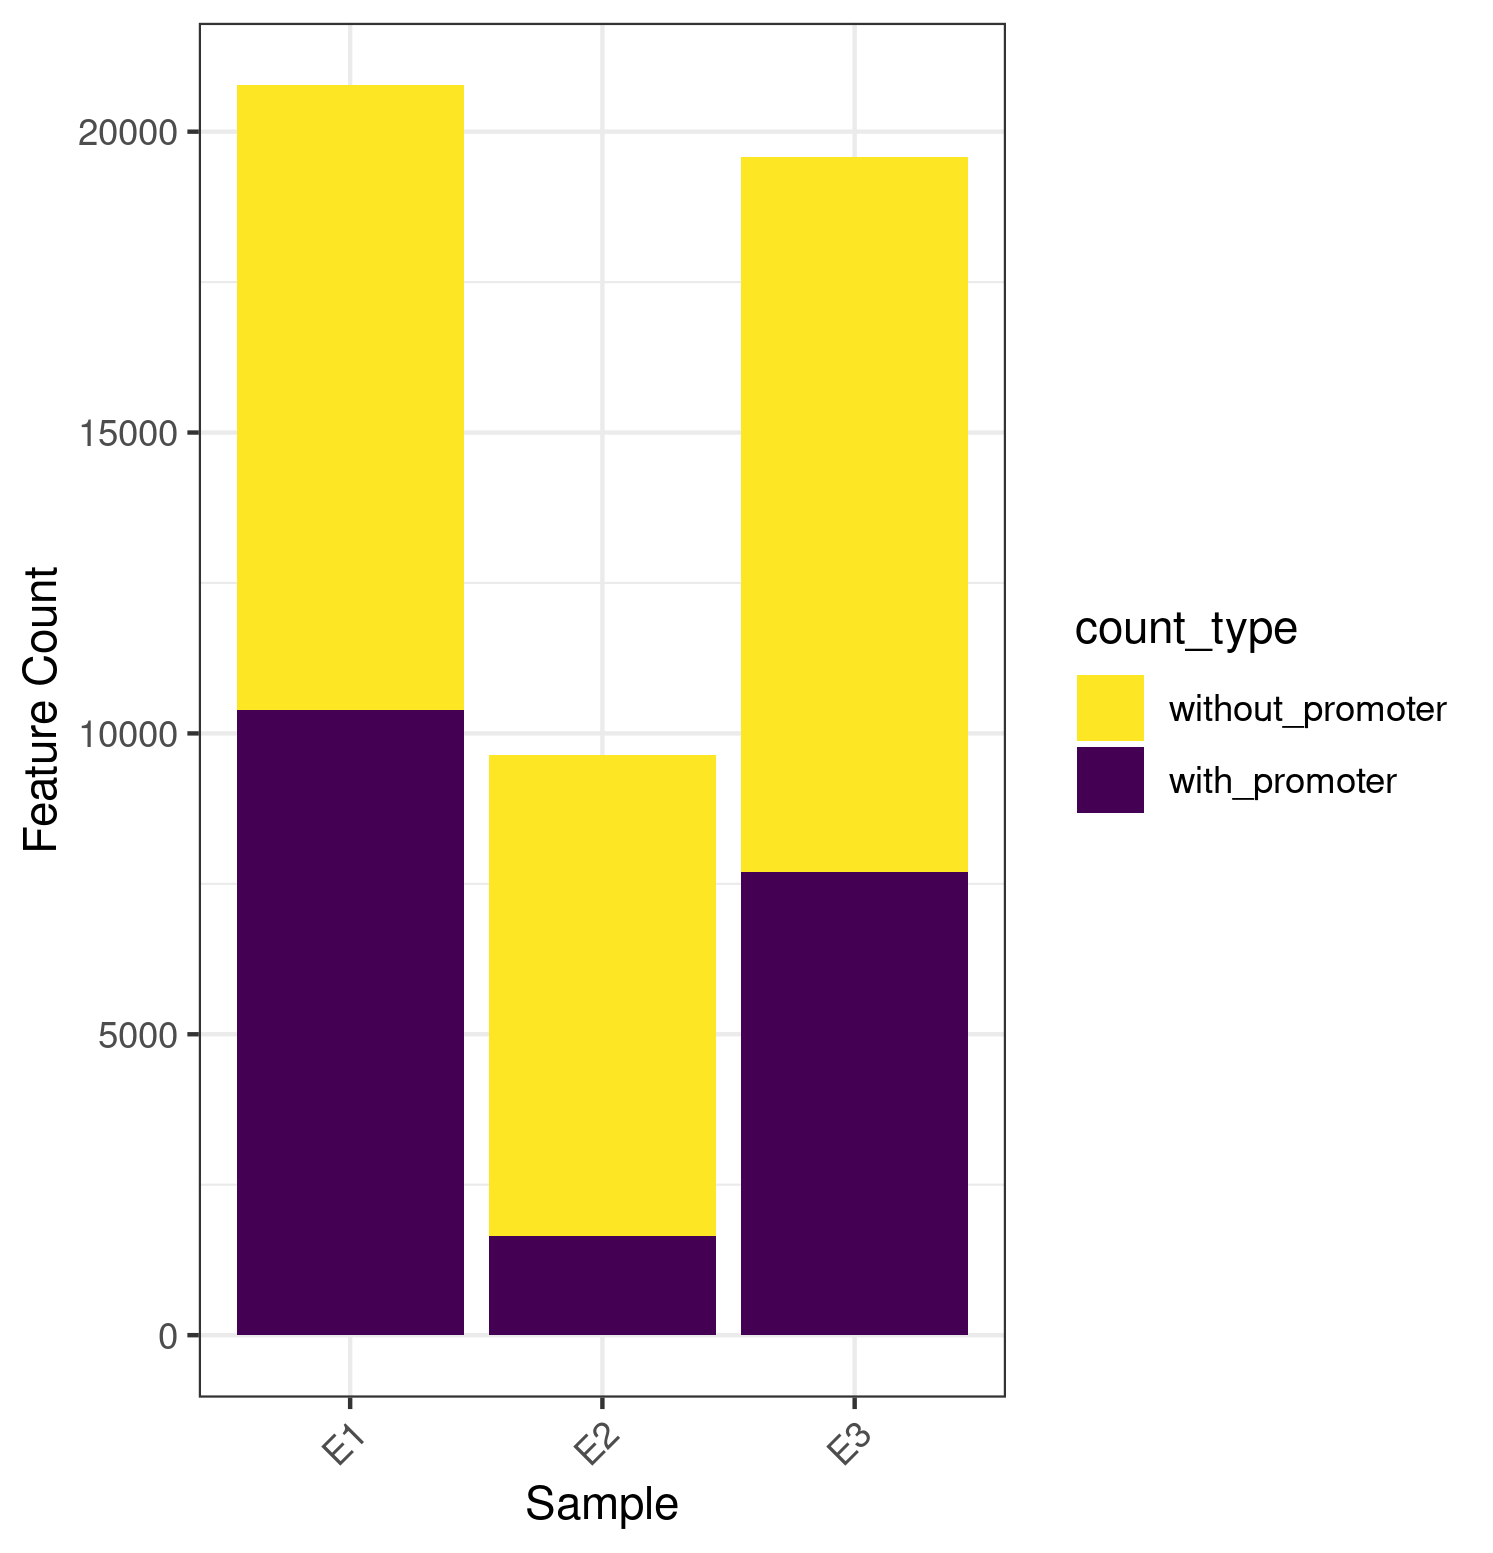 Feature Count
20000
15000
10000
5000
0
E1
E2
E3
Sample
count_type
without_promoter
with_promoter